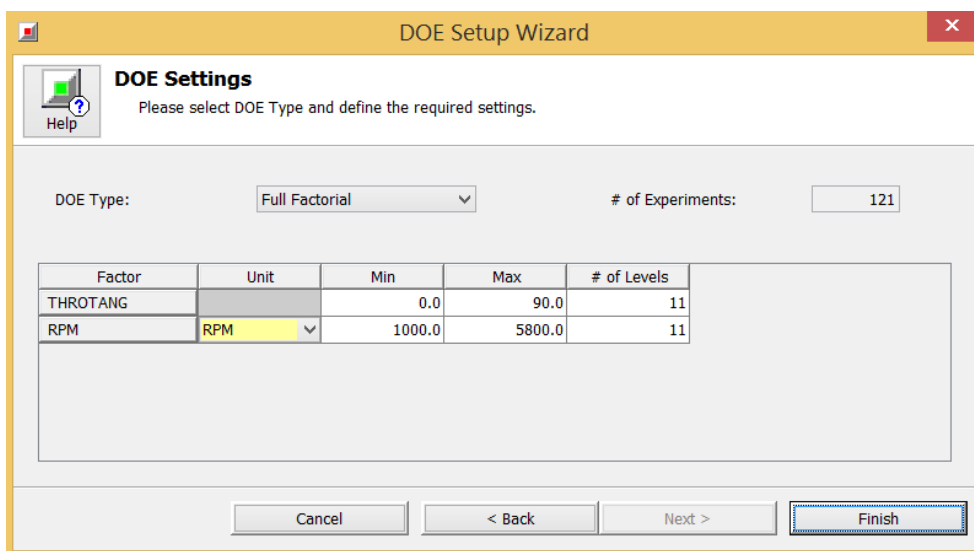 DOE Setup Wizard
DOE Settings
Please select DOE Type and define the required settings.
Help
DOE Type: Full Factorial # of Experiments: 121
Factor Unit Min Max # of Levels
THROTANG 0.0 90.0 11
RPM RPM 1000.0 5800.0 11
Cancel < Back Next > Finish